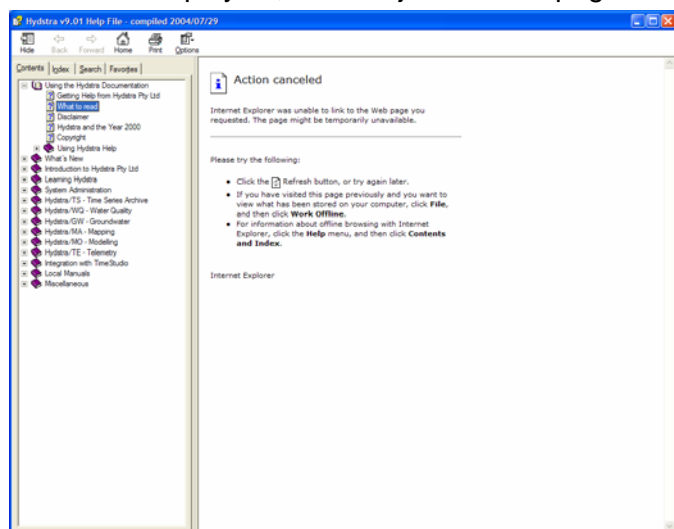 Hydstra v9.01 Help File - compiled 2004/07/29
Hide Back Forward Home Print Options
Contents Index Search Favorites
Using the Hydstra Documentation
Getting Help from Hydstra Pty Ltd
What to read
Disclaimer
Hydstra and the Year 2000
Copyright
Using Hydstra Help
What's New
Introduction to Hydstra Pty Ltd
Learning Hydstra
System Administration
Hydstra/TS - Time Series Archive
Hydstra/WQ - Water Quality
Hydstra/GW - Groundwater
Hydstra/MA - Mapping
Hydstra/MO - Modelling
Hydstra/TE - Telemetry
Integration with TimeStudio
Local Manuals
Miscellaneous
Action canceled
Internet Explorer was unable to link to the Web page you
requested. The page might be temporarily unavailable.
Please try the following:
• Click the Refresh button, or try again later.
• If you have visited this page previously and you want to
view what has been stored on your computer, click File,
and then click Work Offline.
• For information about offline browsing with Internet
Explorer, click the Help menu, and then click Contents
and Index.
Internet Explorer